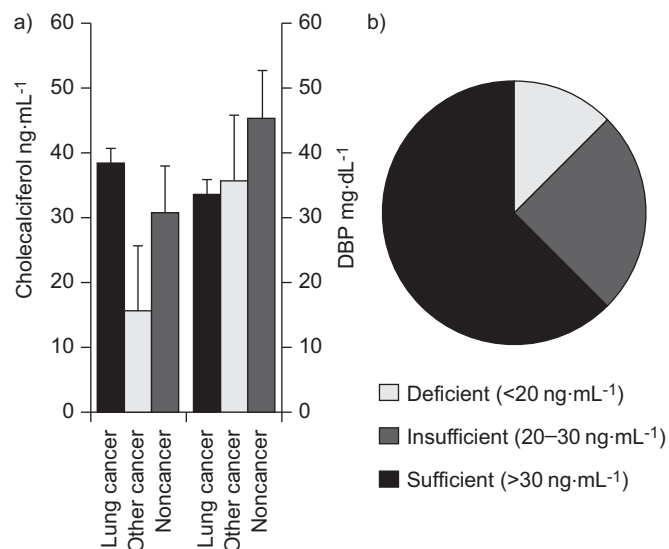 a)
Cholecalciferol ng·mL-1
60
50
40
30
20
10
0
60
50
40
30
20
10
0
DBP mg·dL-1
Lung cancer
Other cancer
Noncancer
Lung cancer
Other cancer
Noncancer
b)
Deficient (<20 ng·mL-1)
Insufficient (20–30 ng·mL-1)
Sufficient (>30 ng·mL-1)